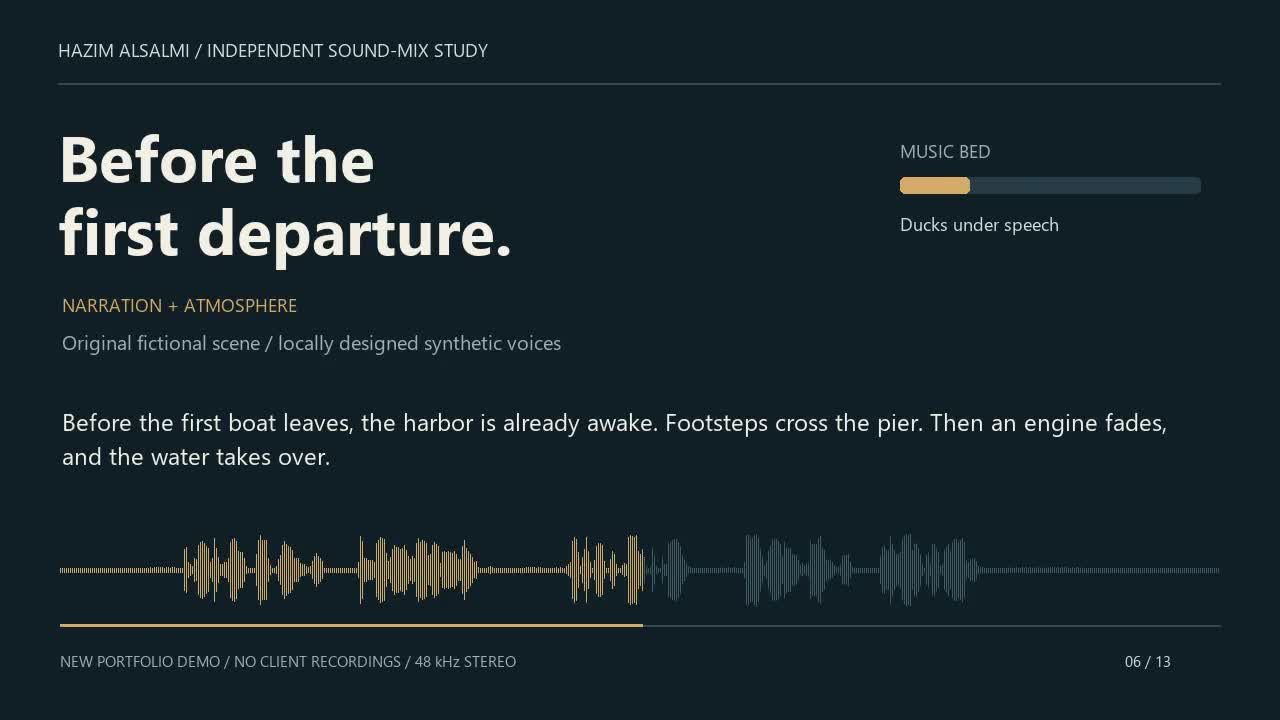 HAZIM ALSALMI / INDEPENDENT SOUND-MIX STUDY
Before the
first departure.
MUSIC BED
Ducks under speech
NARRATION + ATMOSPHERE
Original fictional scene / locally designed synthetic voices
Before the first boat leaves, the harbor is already awake. Footsteps cross the pier. Then an engine fades,
and the water takes over.
NEW PORTFOLIO DEMO / NO CLIENT RECORDINGS / 48 kHz STEREO
06 / 13